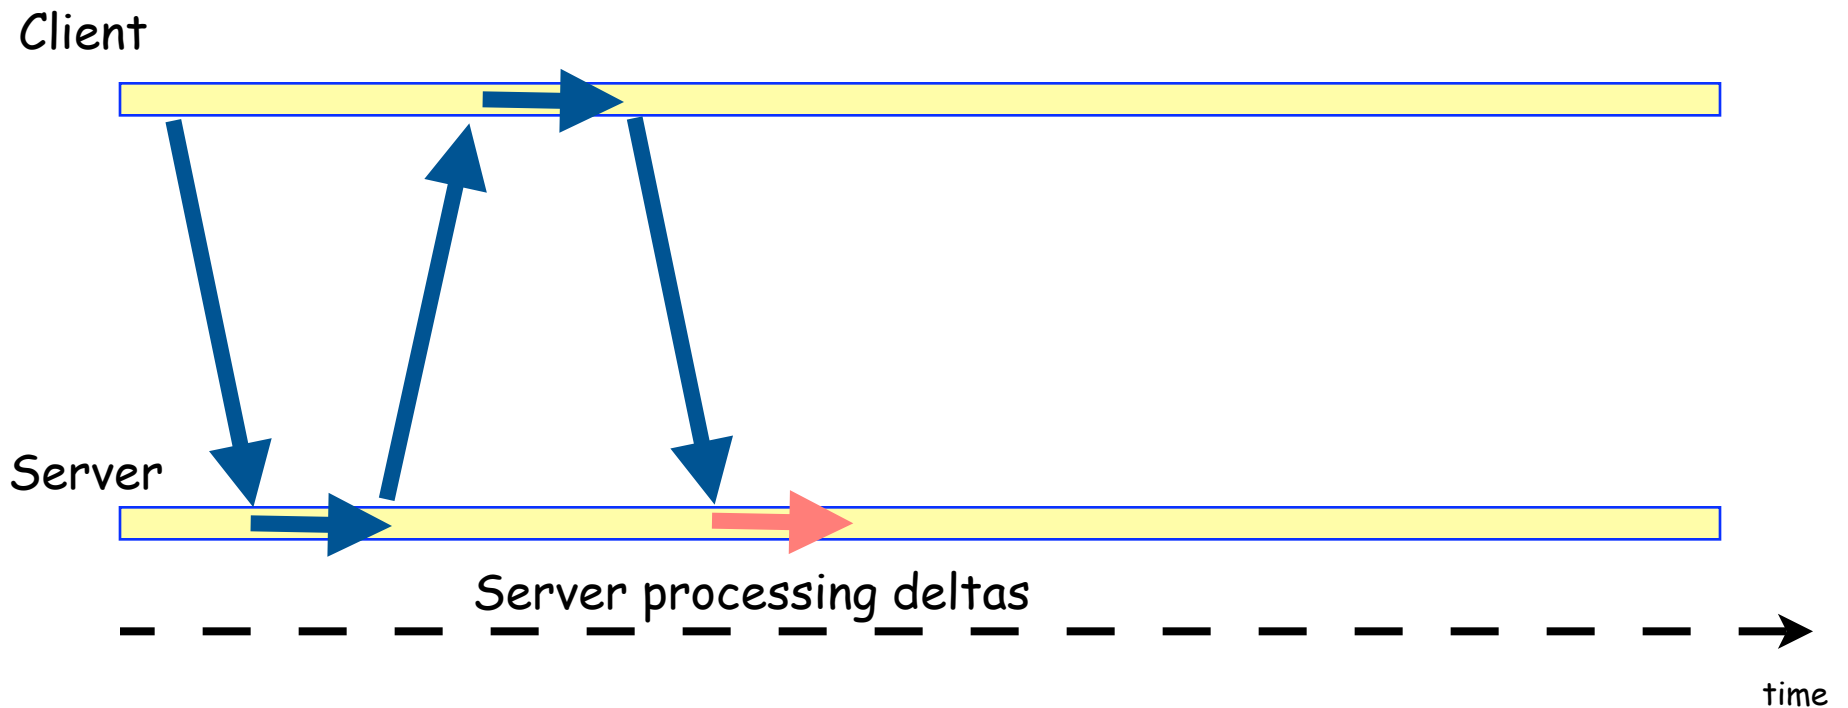 Client
Server
Server processing deltas
time